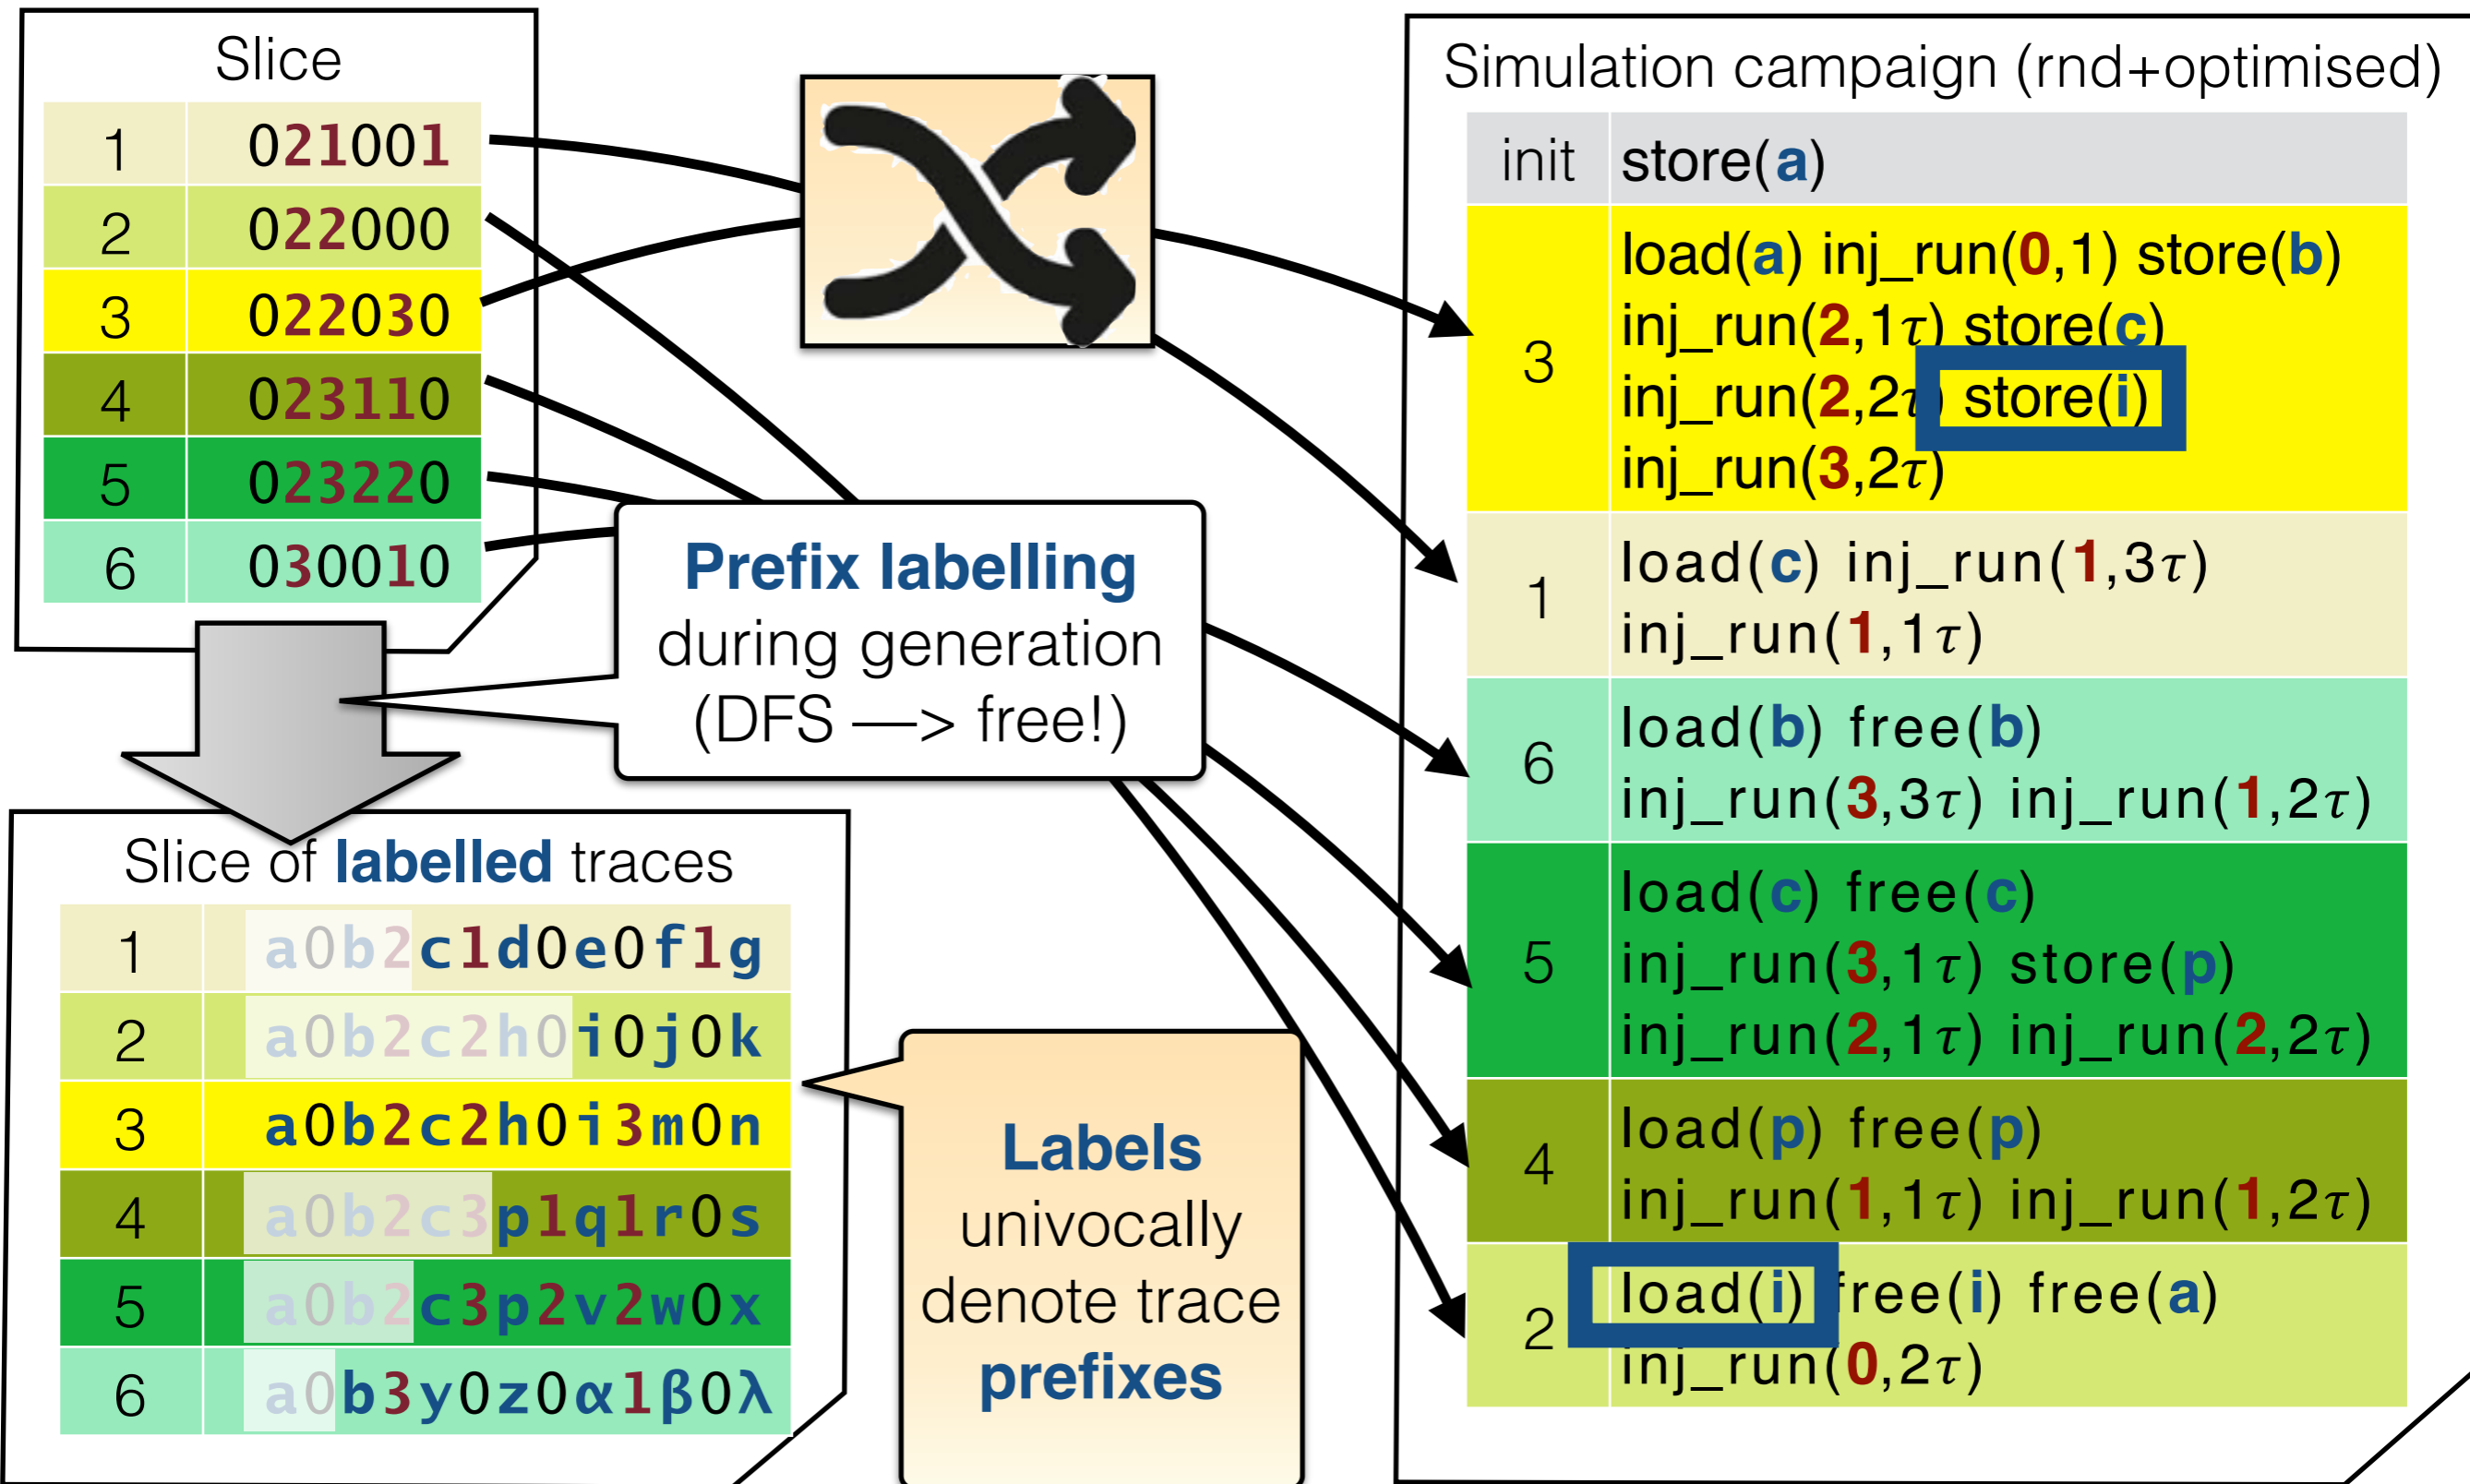 Slice
1 021001
2 022000
3 022030
4 023110
5 023220
6 030010
Prefix labelling
during generation
(DFS —> free!)
Slice of labelled traces
1 a0b2c1d0e0f1g
2 a0b2c2h0i0j0k
3 a0b2c2h0i3m0n
4 a0b2c3p1q1r0s
5 a0b2c3p2v2w0x
6 a0b3y0z0α1β0λ
Labels
univocally
denote trace
prefixes
Simulation campaign (rnd+optimised)
init store(a)
3
load(a) inj_run(0,1) store(b)
inj_run(2,1τ) store(c)
inj_run(2,2τ) store(i)
inj_run(3,2τ)
1
load(c) inj_run(1,3τ)
inj_run(1,1τ)
6
load(b) free(b)
inj_run(3,3τ) inj_run(1,2τ)
5
load(c) free(c)
inj_run(3,1τ) store(p)
inj_run(2,1τ) inj_run(2,2τ)
4
load(p) free(p)
inj_run(1,1τ) inj_run(1,2τ)
2
load(i) free(i) free(a)
inj_run(0,2τ)